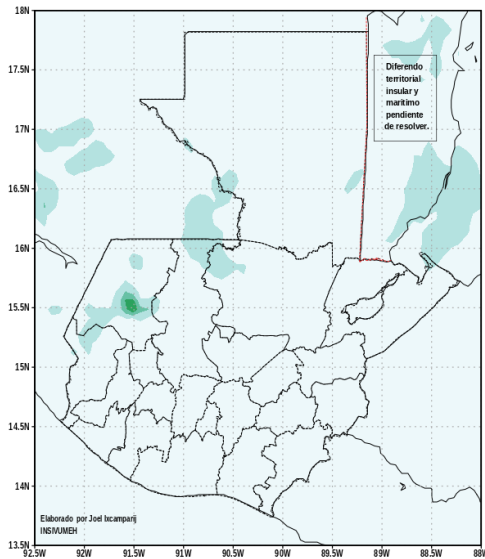 18N
17.5N
17N
16.5N
16N
15.5N
15N
14.5N
14N
13.5N
Diferendo
territorial
insular y
maritimo
pendiente
de resolver.
Elaborado por Joel Ixcamparij
INSIVUMEH
92.5W 92W 91.5W 91W 90.5W 90W 89.5W 89W 88.5W